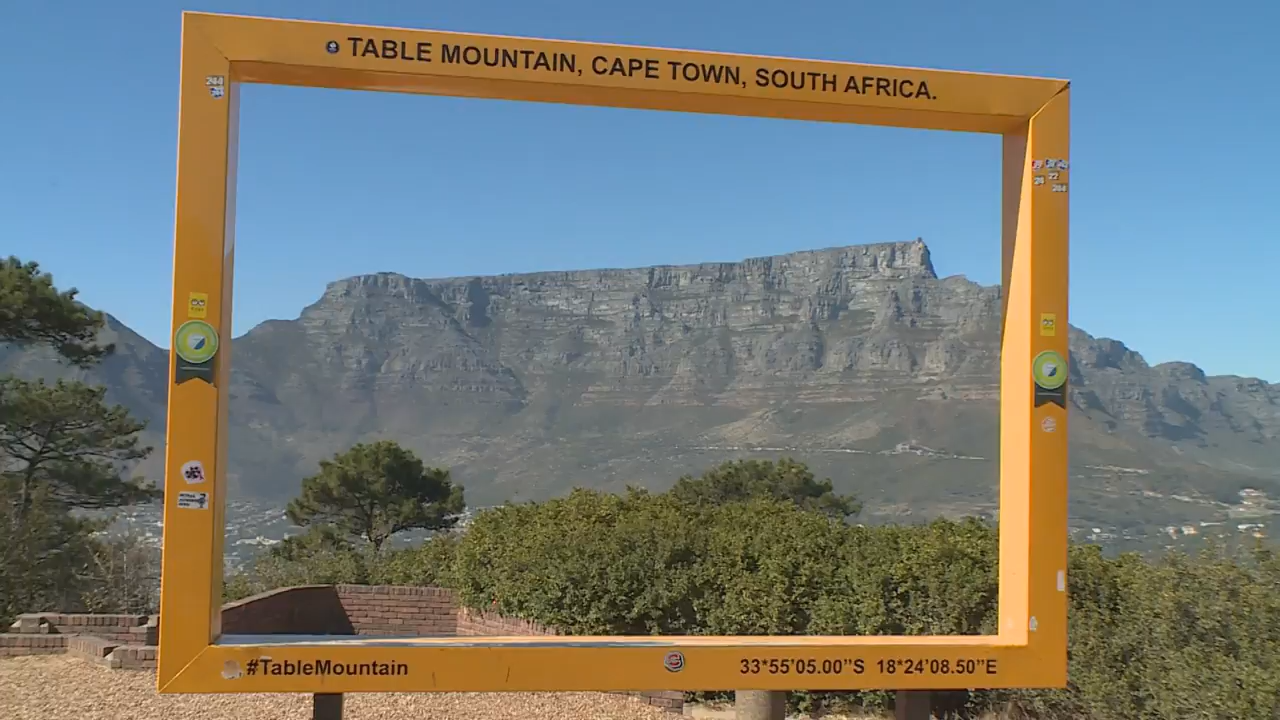 TABLE MOUNTAIN, CAPE TOWN, SOUTH AFRICA.
#TableMountain
33*55'05.00”S 18*24'08.50”E